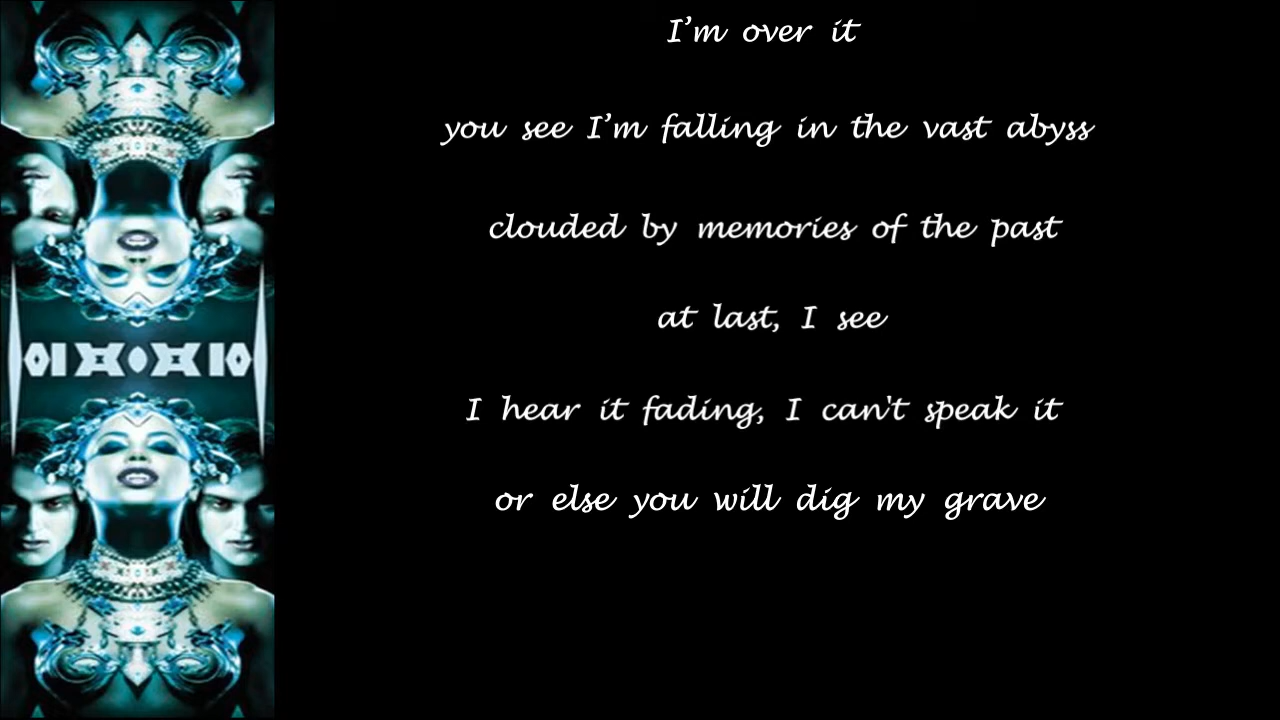 I’m over it
you see I’m falling in the vast abyss
clouded by memories of the past
at last, I see
I hear it fading, I can't speak it
or else you will dig my grave